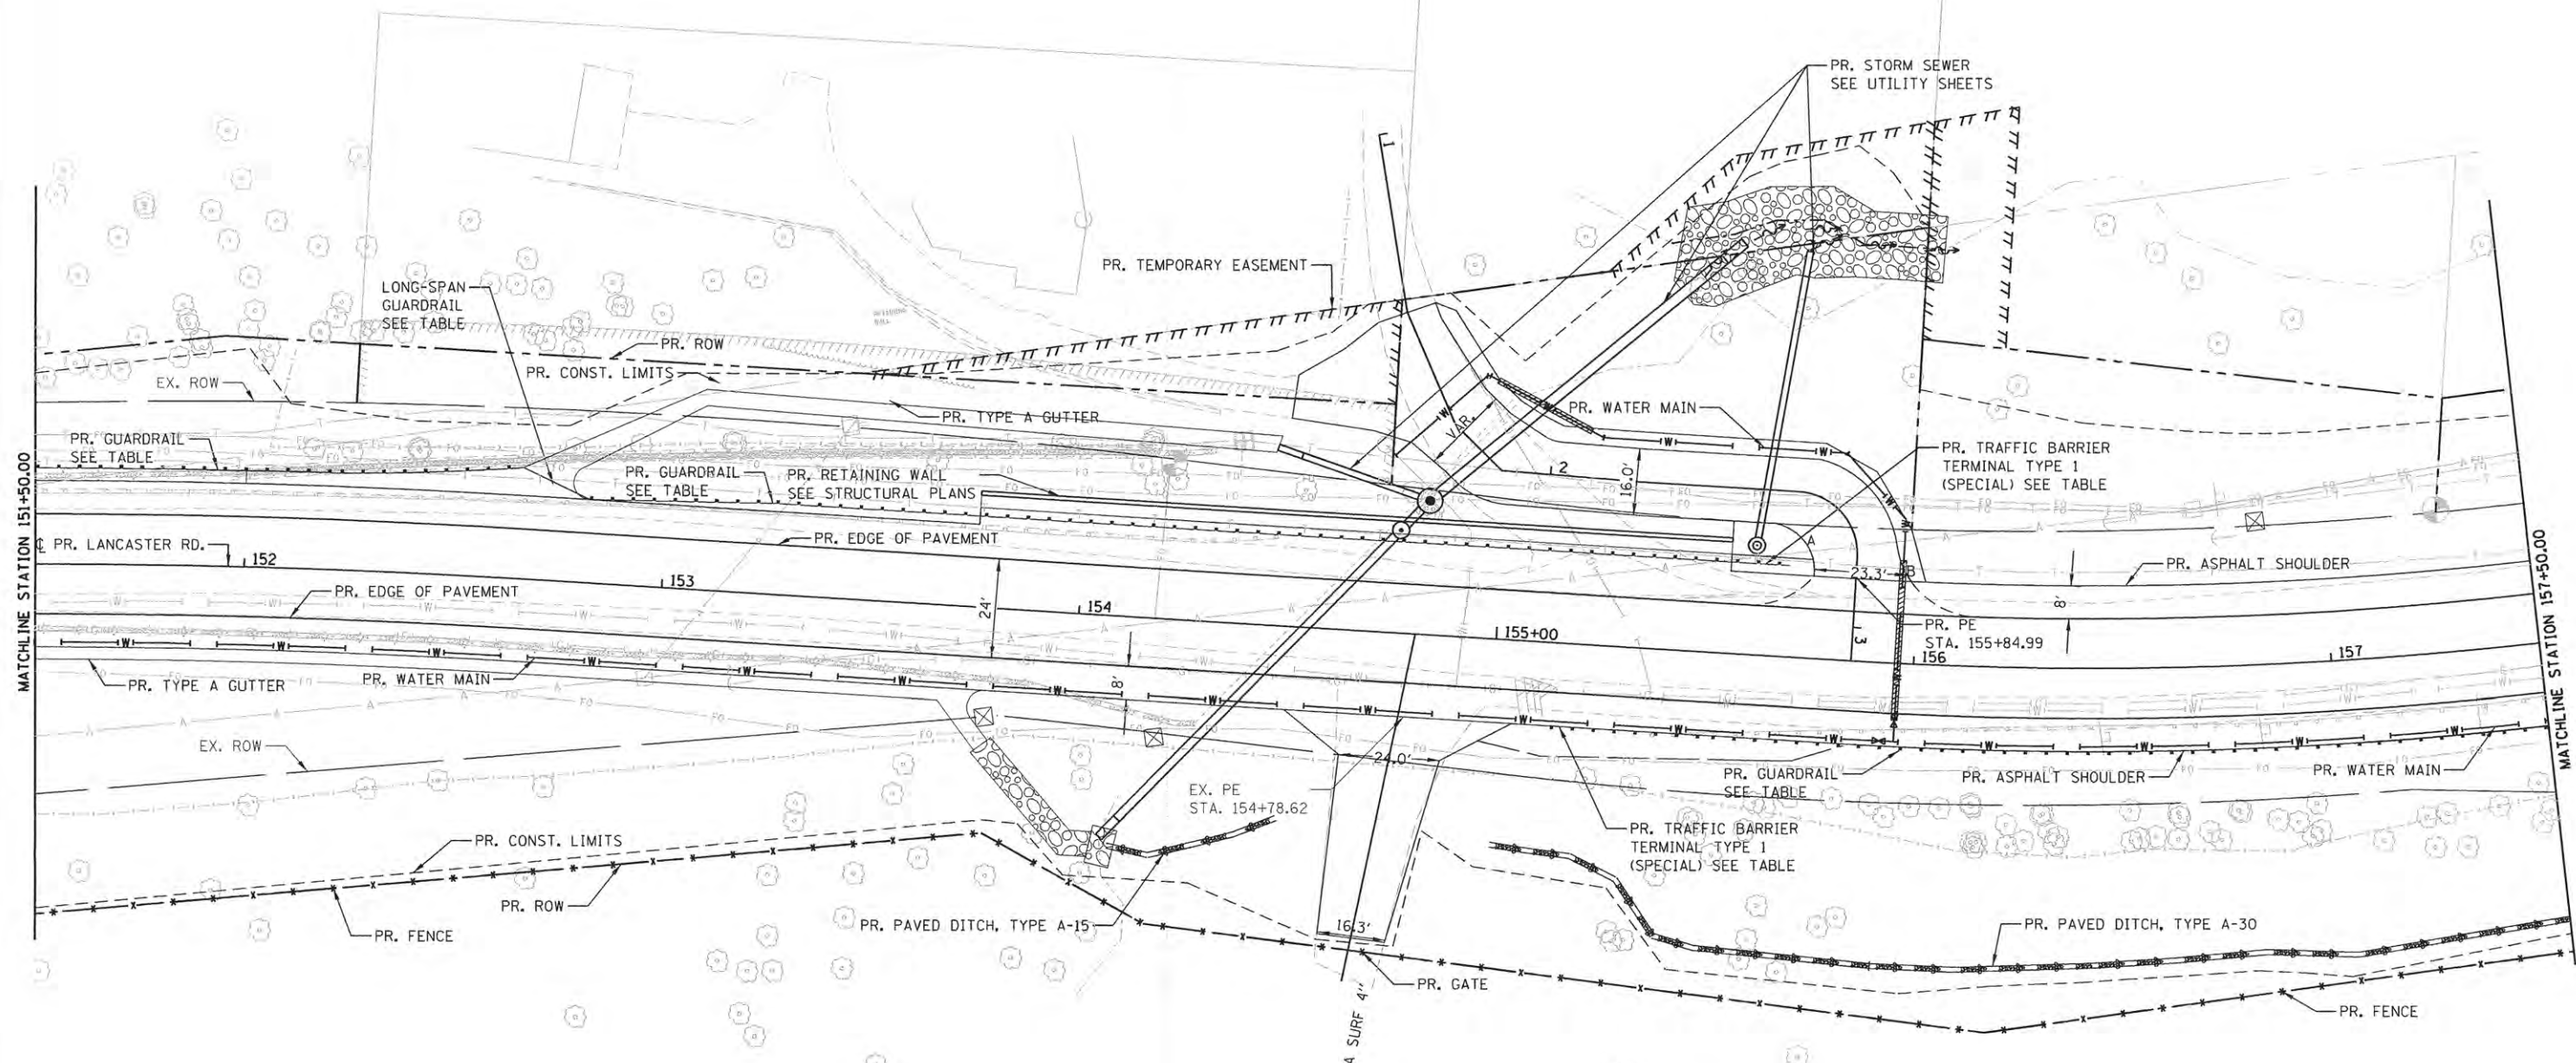 PR. STORM SEWER
SEE UTILITY SHEETS
1
PR. TEMPORARY EASEMENT
LONG-SPAN
GUARDRAIL
SEE TABLE
PR. ROW
PR. CONST. LIMITS
EX. ROW
PR. TYPE A GUTTER
PR. WATER MAIN
VAR.
PR. GUARDRAIL
SEE TABLE
PR. GUARDRAIL
SEE TABLE
PR. RETAINING WALL
SEE STRUCTURAL PLANS
2
16.0'
PR. TRAFFIC BARRIER
TERMINAL TYPE 1
(SPECIAL) SEE TABLE
MATCHLINE STATION 151+50.00
℄ PR. LANCASTER RD.
152
PR. EDGE OF PAVEMENT
A
B
23.3'
PR. ASPHALT SHOULDER
8'
153
PR. EDGE OF PAVEMENT
24'
154
155+00
3
PR. PE
STA. 155+84.99
156
157
MATCHLINE STATION 157+50.00
PR. TYPE A GUTTER
PR. WATER MAIN
8'
EX. ROW
24.0'
EX. PE
STA. 154+78.62
PR. GUARDRAIL
SEE TABLE
PR. ASPHALT SHOULDER
PR. WATER MAIN
PR. CONST. LIMITS
PR. TRAFFIC BARRIER
TERMINAL TYPE 1
(SPECIAL) SEE TABLE
PR. ROW
PR. FENCE
PR. PAVED DITCH, TYPE A-15
16.3'
PR. PAVED DITCH, TYPE A-30
PR. GATE
PR. FENCE
A SURF 4"